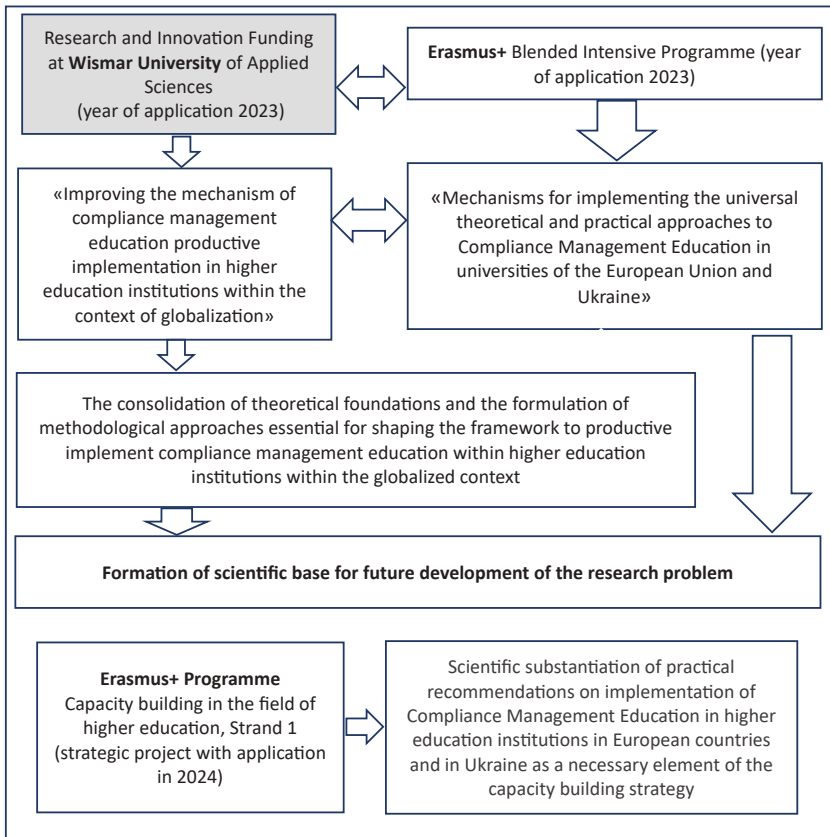 Research and Innovation Funding
at Wismar University of Applied
Sciences
(year of application 2023)
Erasmus+ Blended Intensive Programme (year
of application 2023)
«Improving the mechanism of
compliance management
education productive
implementation in higher
education institutions within the
context of globalization»
«Mechanisms for implementing the universal
theoretical and practical approaches to
Compliance Management Education in
universities of the European Union and
Ukraine»
The consolidation of theoretical foundations and the formulation of
methodological approaches essential for shaping the framework to productive
implement compliance management education within higher education
institutions within the globalized context
Formation of scientific base for future development of the research problem
Erasmus+ Programme
Capacity building in the field of
higher education, Strand 1
(strategic project with application
in 2024)
Scientific substantiation of practical
recommendations on implementation of
Compliance Management Education in higher
education institutions in European countries
and in Ukraine as a necessary element of the
capacity building strategy